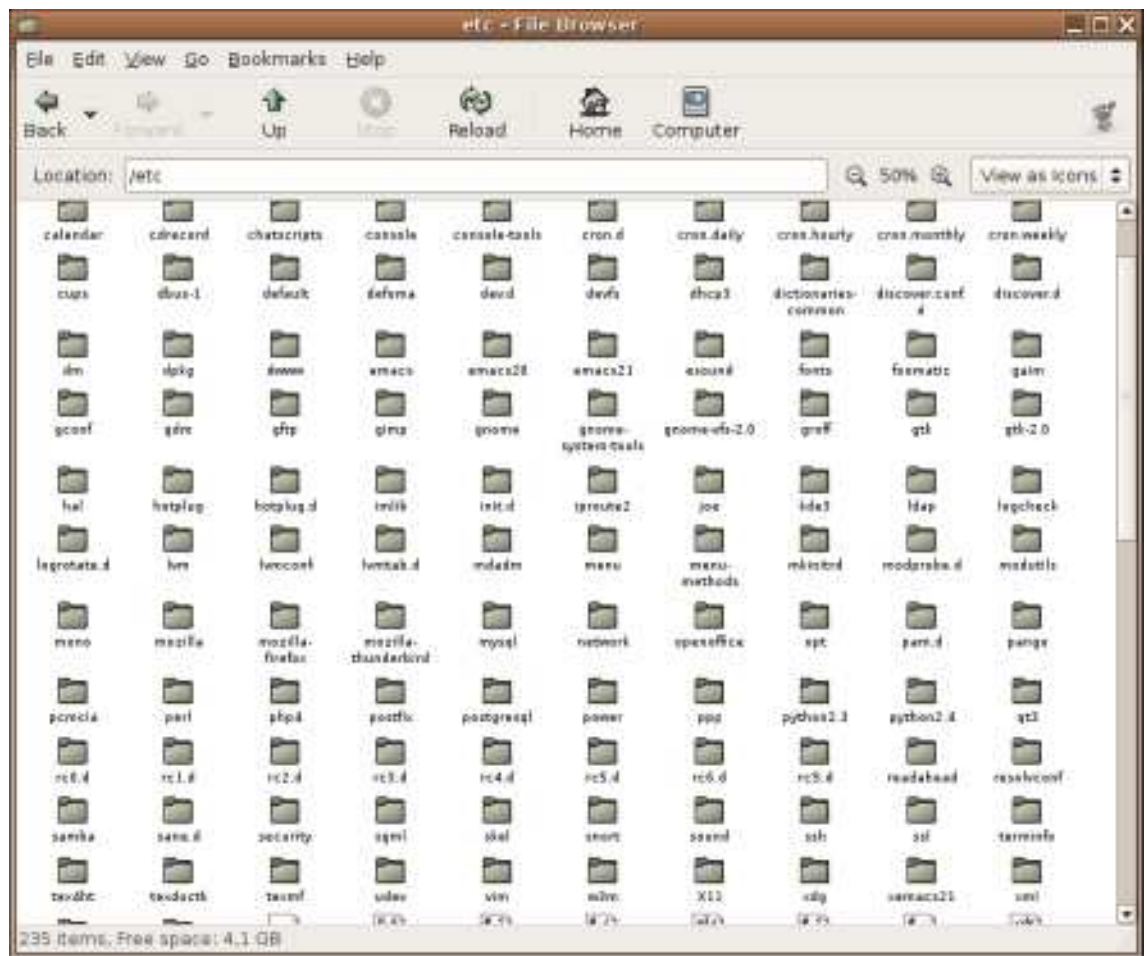 etc - File Browser
File Edit View Go Bookmarks Help
Back Forward Up Stop Reload Home Computer
Location: /etc 50% View as Icons
calendar cdrecord chatscripts console console-tools cron.d cron.daily cron.hourly cron.monthly cron.weekly
cups dbus-1 default defoma dev.d devfs dhcp3 dictionaries- discover.conf discover.d
common d
dm dpkg dwww emacs emacs20 emacs21 esound fonts foomatic gaim
gconf gdm gftp gimp gnome gnome- gnome-vfs-2.0 groff gtk gtk-2.0
system-tools
hal hotplug hotplug.d imlib init.d iproute2 joe kde3 ldap logcheck
logrotate.d lvm lvmconf lvmtab.d mdadm menu menu- mkinitrd modprobe.d modutils
methods
mono mozilla mozilla- mozilla- mysql network openoffice opt pam.d pango
firefox thunderbird
pcmcia perl php4 postfix postgresql power ppp python2.3 python2.4 qt3
rc0.d rc1.d rc2.d rc3.d rc4.d rc5.d rc6.d rcS.d readahead resolvconf
samba sane.d security sgml skel snort sound ssh ssl terminfo
texdoctk texmf udev vim w3m X11 xdg xemacs21 xml
235 items, Free space: 4.1 GB